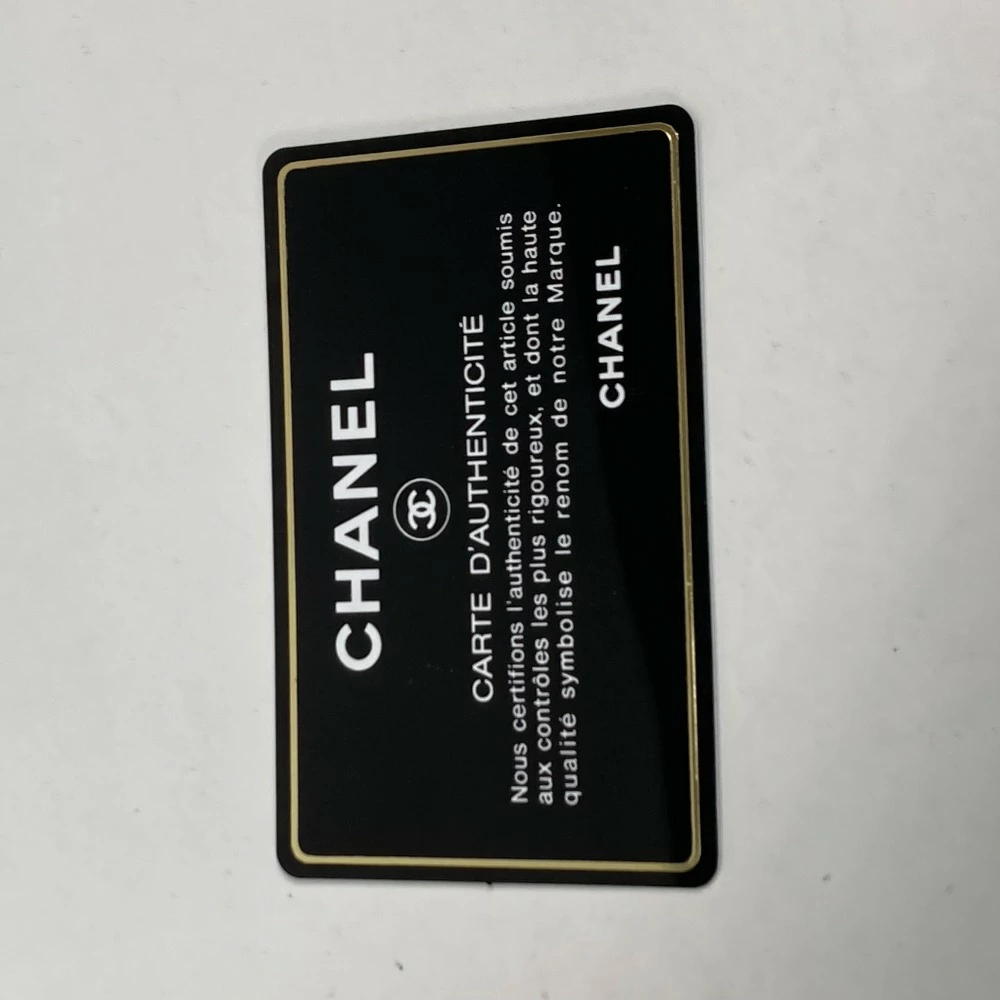 CHANEL
CARTE D'AUTHENTICITÉ
Nous certifions l'authenticité de cet article soumis
aux contrôles les plus rigoureux, et dont la haute
qualité symbolise le renom de notre Marque.
CHANEL